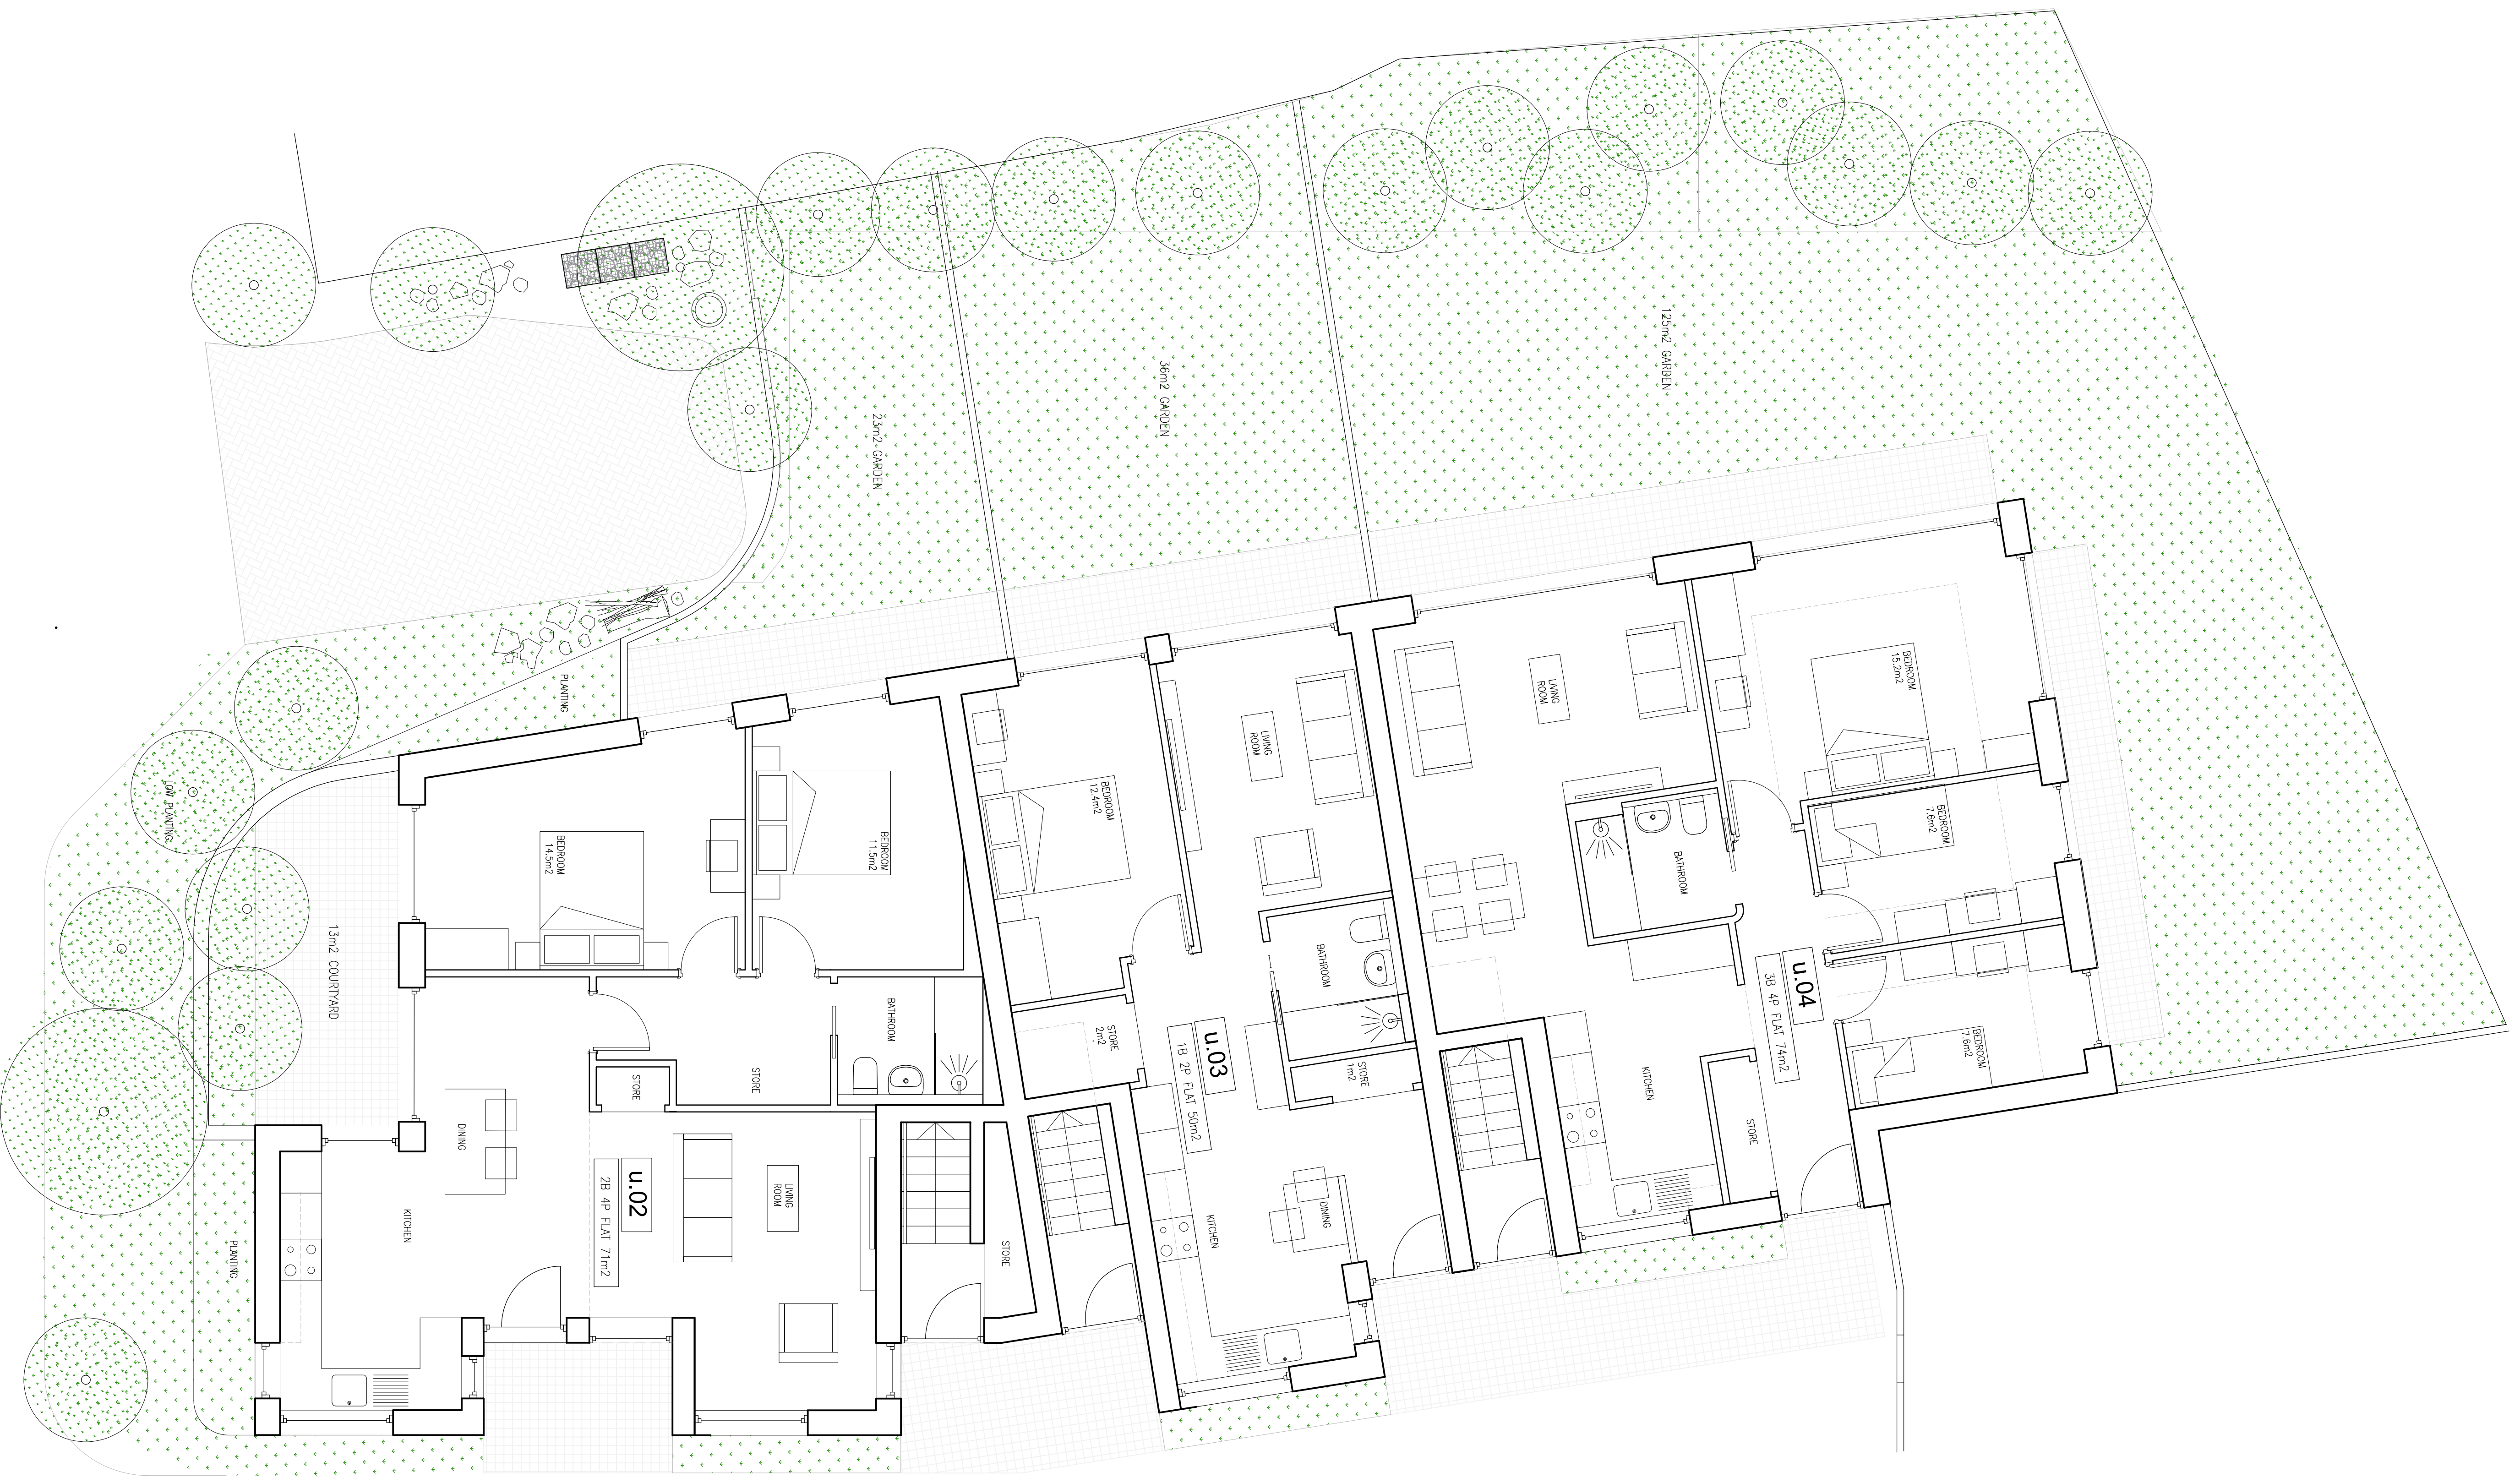 125m2 GARDEN
36m2 GARDEN
23m2 GARDEN
PLANTING
LOW PLANTING
13m2 COURTYARD
PLANTING
BEDROOM
14.5m2
BEDROOM
11.5m2
BATHROOM
STORE
STORE
DINING
KITCHEN
u.02
2B 4P FLAT 71m2
LIVING
ROOM
STORE
BEDROOM
12.4m2
LIVING
ROOM
BATHROOM
STORE
2m2
STORE
1m2
u.03
1B 2P FLAT 50m2
DINING
KITCHEN
LIVING
ROOM
BEDROOM
15.2m2
BEDROOM
7.6m2
BATHROOM
u.04
3B 4P FLAT 74m2
BEDROOM
7.6m2
KITCHEN
STORE